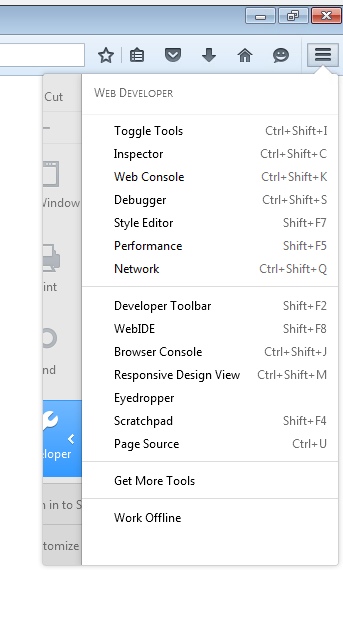 Cut
WEB DEVELOPER
Toggle Tools Ctrl+Shift+I
Inspector Ctrl+Shift+C
Web Console Ctrl+Shift+K
Debugger Ctrl+Shift+S
Style Editor Shift+F7
Performance Shift+F5
Network Ctrl+Shift+Q
Developer Toolbar Shift+F2
WebIDE Shift+F8
Browser Console Ctrl+Shift+J
Responsive Design View Ctrl+Shift+M
Eyedropper
Scratchpad Shift+F4
Page Source Ctrl+U
Get More Tools
Work Offline
Window
int
nd
eloper
n in to S
tomize